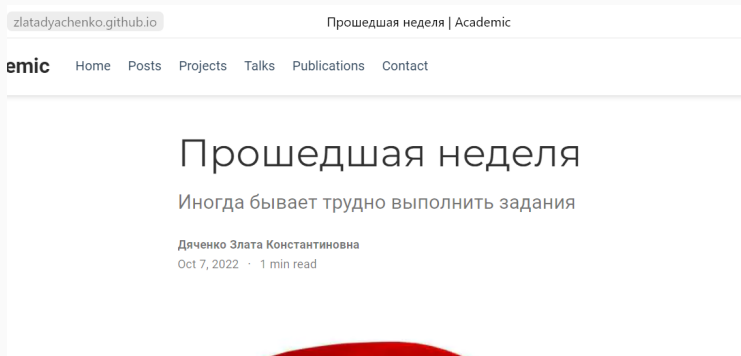 zlatadyachenko.github.io Прошедшая неделя | Academic
emic Home Posts Projects Talks Publications Contact
Прошедшая неделя
Иногда бывает трудно выполнить задания
Дяченко Злата Константиновна
Oct 7, 2022 · 1 min read